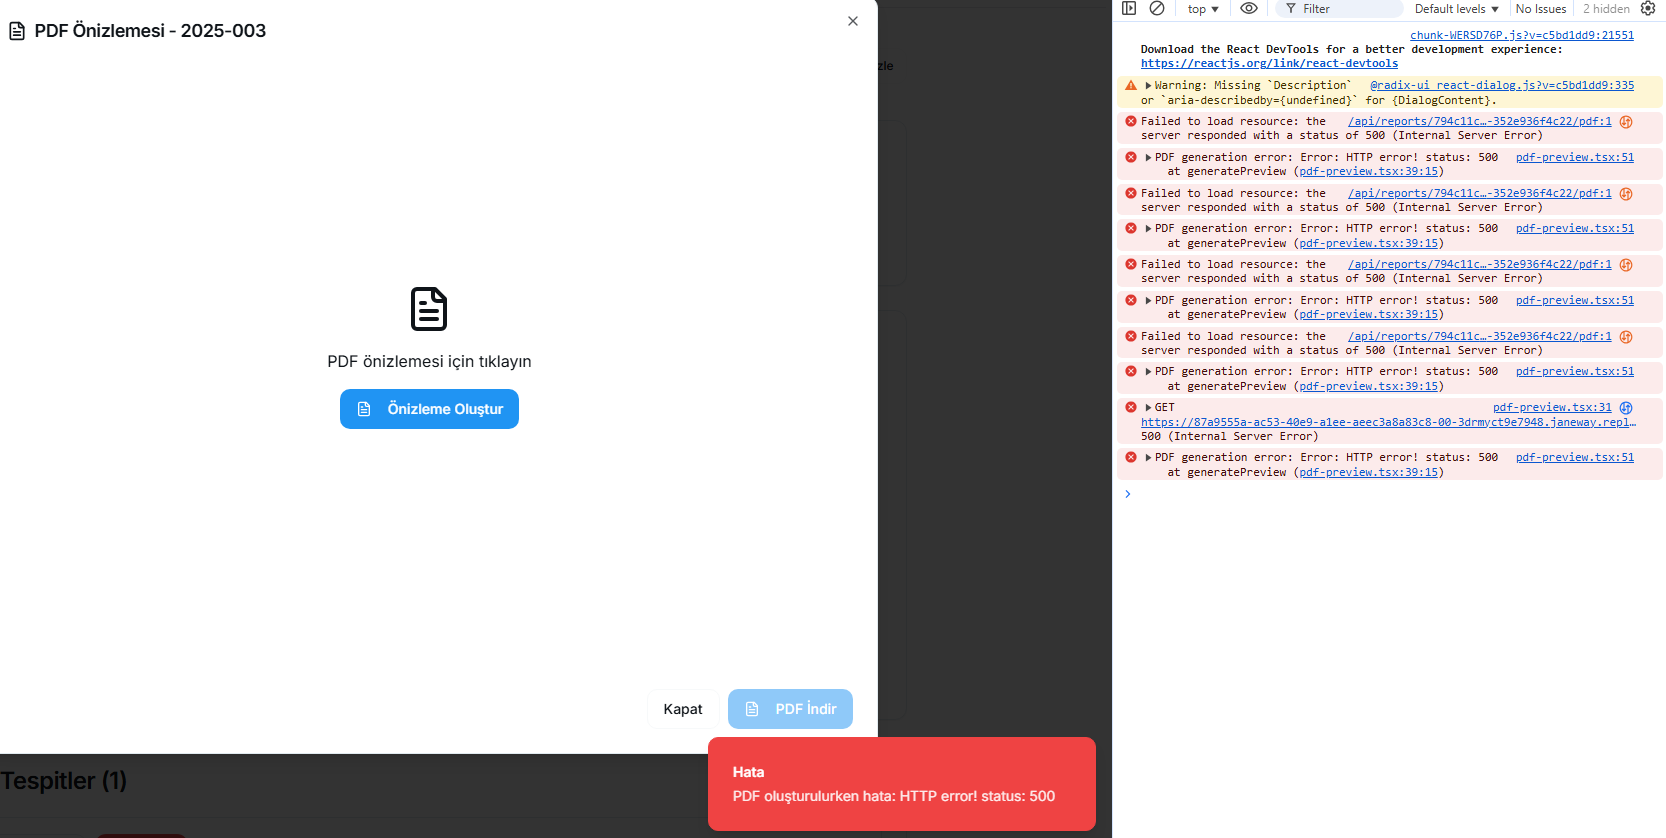 PDF Önizlemesi - 2025-003
zle
PDF önizlemesi için tıklayın
Önizleme Oluştur
Kapat
PDF İndir
Tespitler (1)
Hata
PDF oluşturulurken hata: HTTP error! status: 500
top
Filter
Default levels
No Issues
2 hidden
chunk-WERSD76P.js?v=c5bd1dd9:21551
Download the React DevTools for a better development experience:
https://reactjs.org/link/react-devtools
Warning: Missing `Description` @radix-ui_react-dialog.js?v=c5bd1dd9:335
or `aria-describedby={undefined}` for {DialogContent}.
Failed to load resource: the /api/reports/794c11c…-352e936f4c22/pdf:1
server responded with a status of 500 (Internal Server Error)
PDF generation error: Error: HTTP error! status: 500 pdf-preview.tsx:51
at generatePreview (pdf-preview.tsx:39:15)
Failed to load resource: the /api/reports/794c11c…-352e936f4c22/pdf:1
server responded with a status of 500 (Internal Server Error)
PDF generation error: Error: HTTP error! status: 500 pdf-preview.tsx:51
at generatePreview (pdf-preview.tsx:39:15)
Failed to load resource: the /api/reports/794c11c…-352e936f4c22/pdf:1
server responded with a status of 500 (Internal Server Error)
PDF generation error: Error: HTTP error! status: 500 pdf-preview.tsx:51
at generatePreview (pdf-preview.tsx:39:15)
Failed to load resource: the /api/reports/794c11c…-352e936f4c22/pdf:1
server responded with a status of 500 (Internal Server Error)
PDF generation error: Error: HTTP error! status: 500 pdf-preview.tsx:51
at generatePreview (pdf-preview.tsx:39:15)
GET pdf-preview.tsx:31
https://87a9555a-ac53-40e9-a1ee-aeec3a8a83c8-00-3drmyct9e7948.janeway.repl…
500 (Internal Server Error)
PDF generation error: Error: HTTP error! status: 500 pdf-preview.tsx:51
at generatePreview (pdf-preview.tsx:39:15)